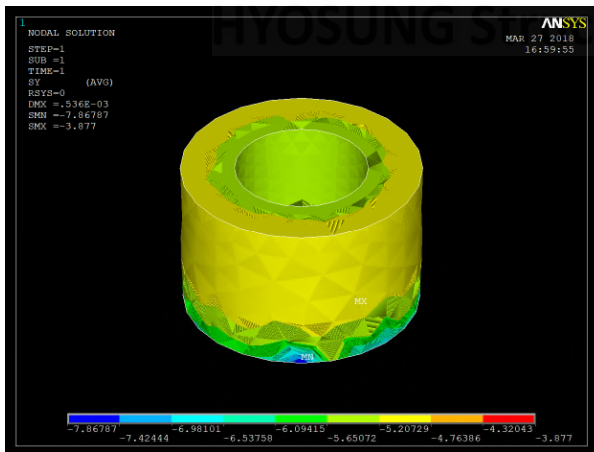 1
HYOSUNG
NODAL SOLUTION
STEP=1
SUB =1
TIME=1
SY (AVG)
RSYS=0
DMX =.536E-03
SMN =-7.86787
SMX =-3.877
ANSYS
MAR 27 2018
16:59:55
MX
MN
-7.86787 -6.98101 -6.09415 -5.20729 -4.32043
-7.42444 -6.53758 -5.65072 -4.76386 -3.877